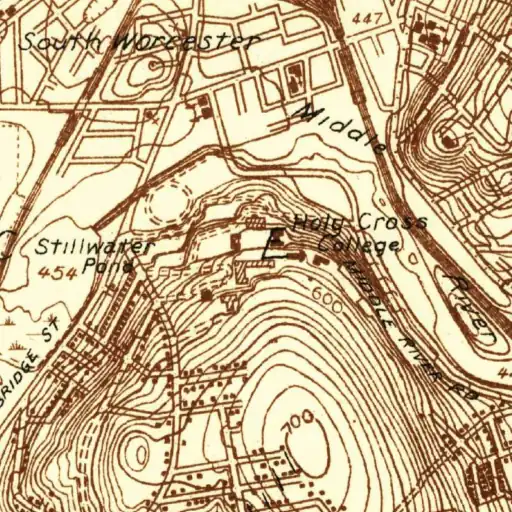 447
South Worcester
Middle
Holy Cross
College
E
Stillwater
Pond
454
600
River
MIDDLE RIVER RD
BRIDGE ST
700